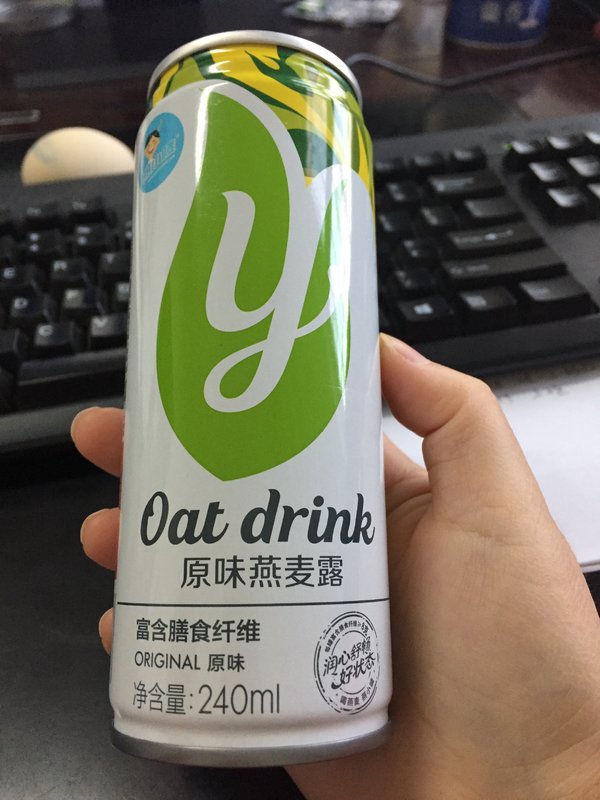 y
Oat drink
原味燕麦露
富含膳食纤维
ORIGINAL 原味
净含量:240ml
润心舒畅
好状态